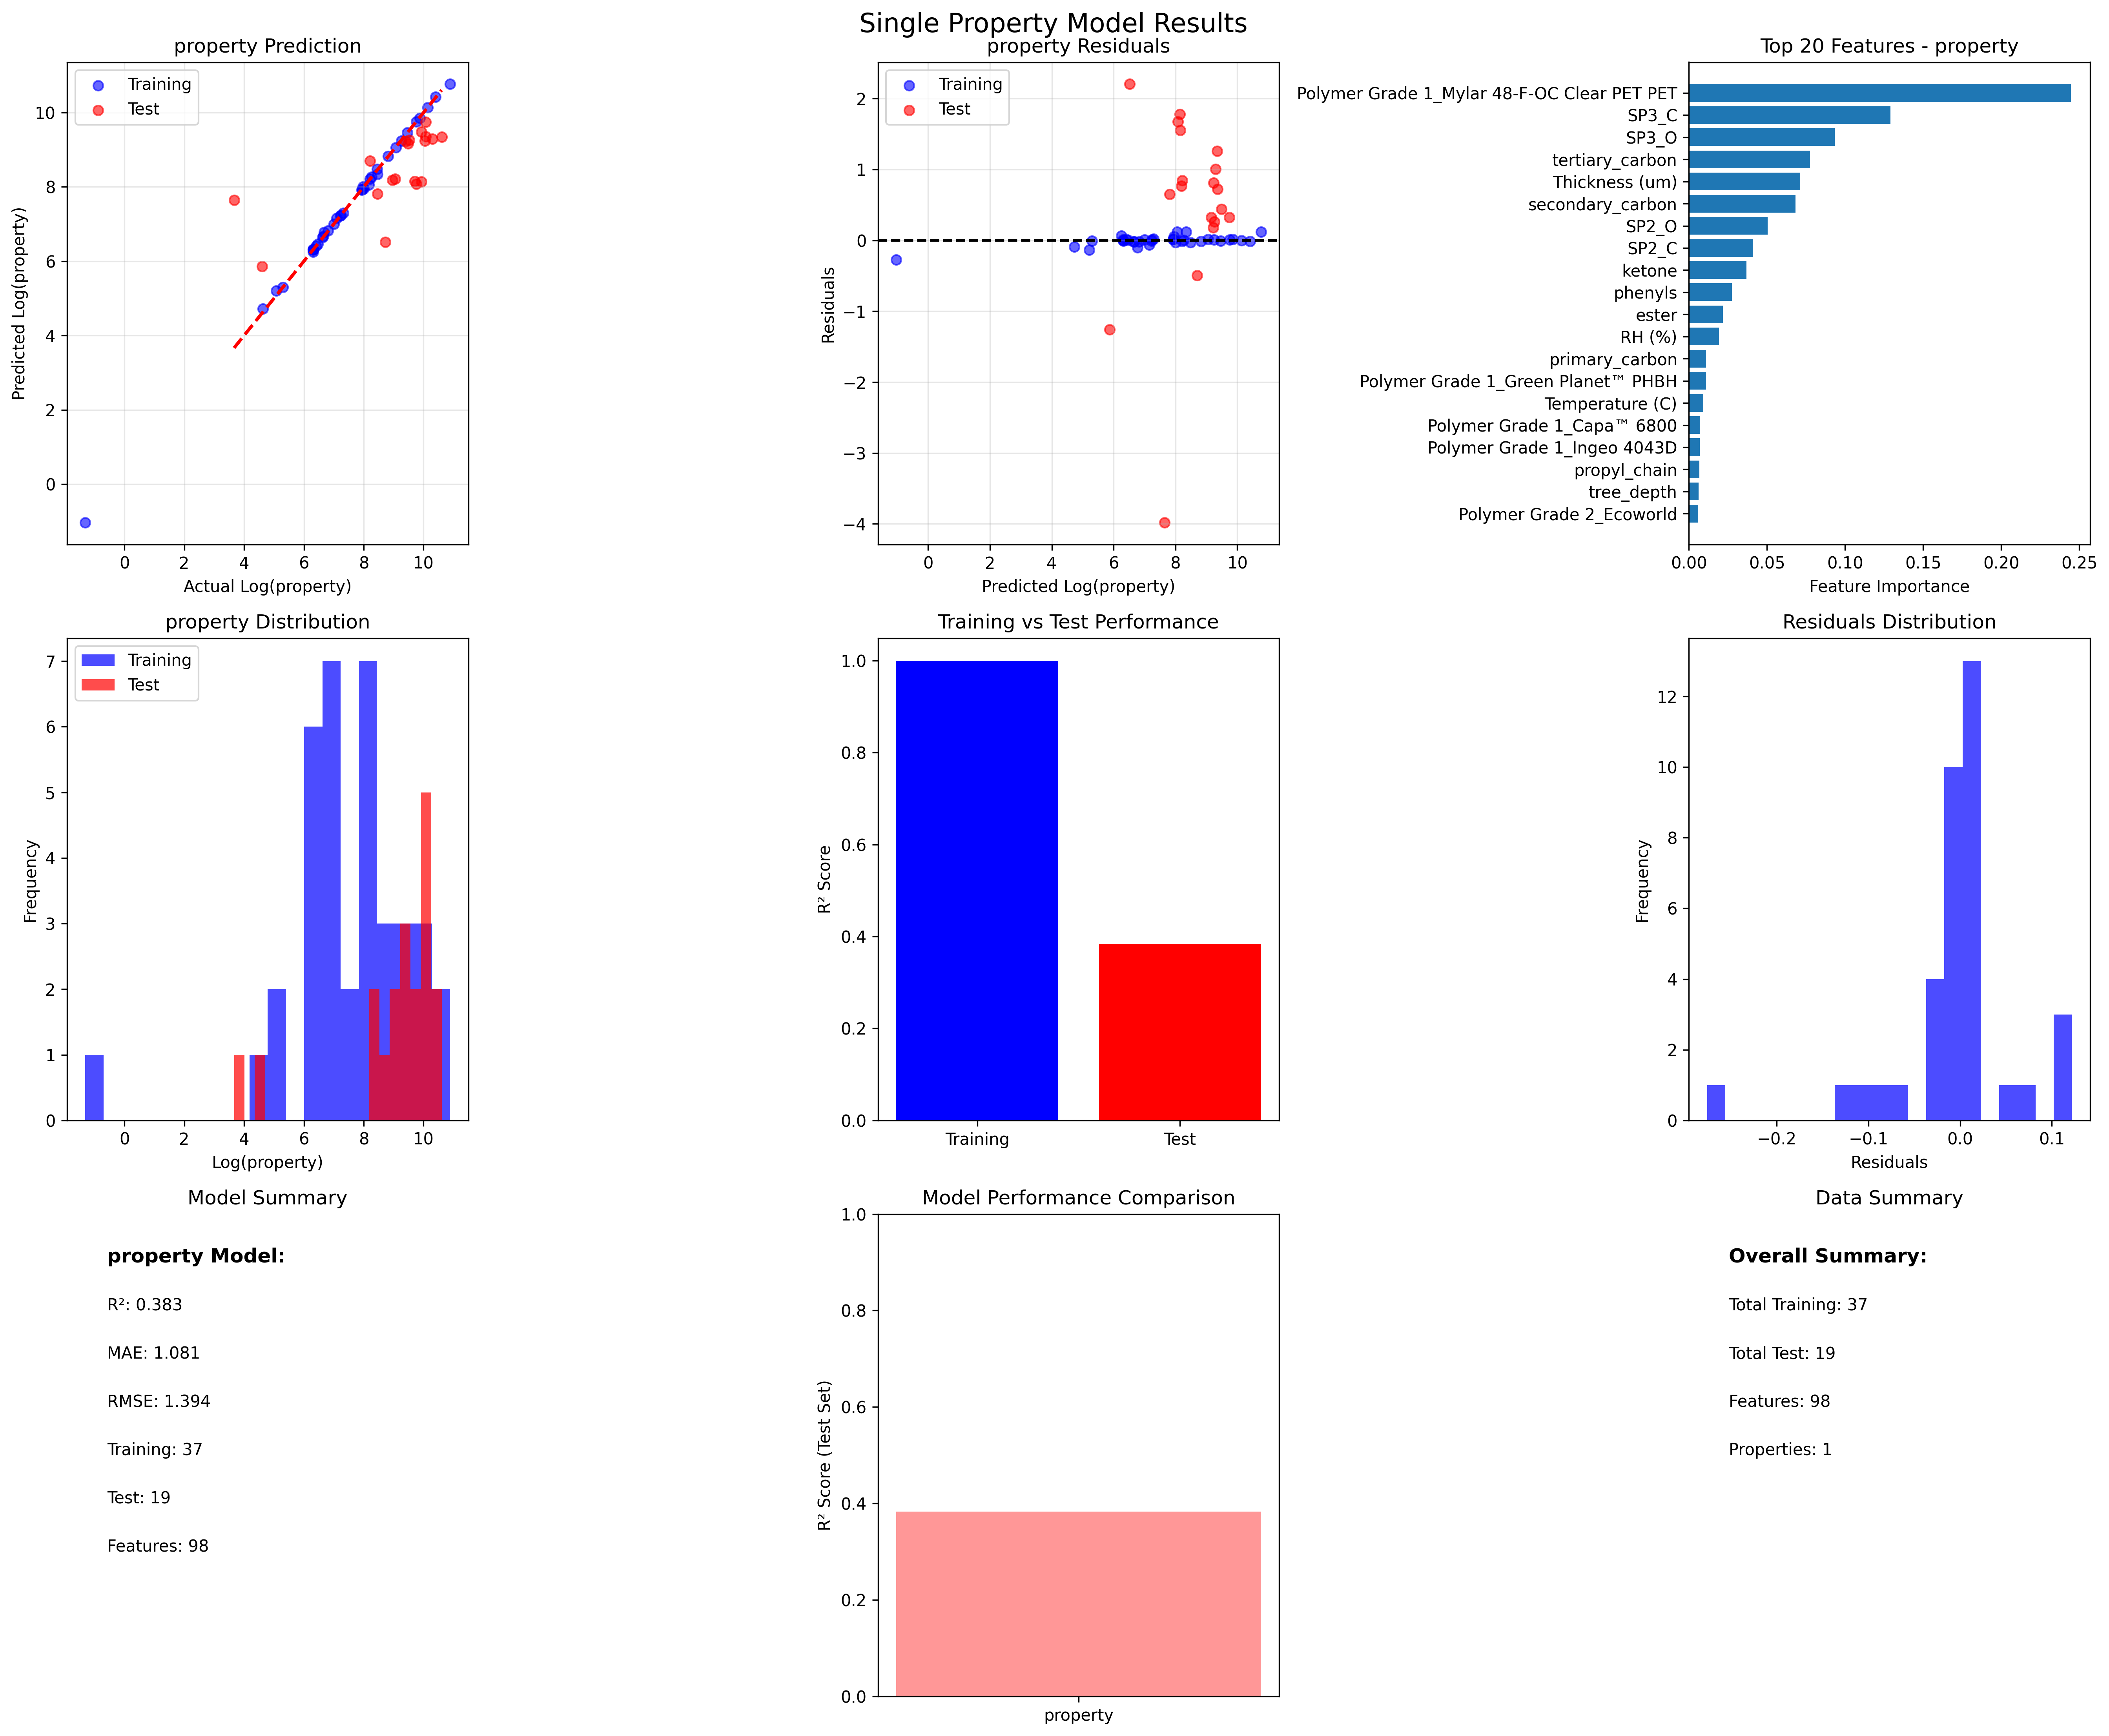 Single Property Model Results
property Prediction
Training
Test
Predicted Log(property)
10
8
6
4
2
0
0 2 4 6 8 10
Actual Log(property)
property Residuals
Training
Test
Residuals
2
1
0
−1
−2
−3
−4
0 2 4 6 8 10
Predicted Log(property)
Top 20 Features - property
Polymer Grade 1_Mylar 48-F-OC Clear PET PET
SP3_C
SP3_O
tertiary_carbon
Thickness (um)
secondary_carbon
SP2_O
SP2_C
ketone
phenyls
ester
RH (%)
primary_carbon
Polymer Grade 1_Green Planet™ PHBH
Temperature (C)
Polymer Grade 1_Capa™ 6800
Polymer Grade 1_Ingeo 4043D
propyl_chain
tree_depth
Polymer Grade 2_Ecoworld
0.00 0.05 0.10 0.15 0.20 0.25
Feature Importance
property Distribution
Training
Test
Frequency
7
6
5
4
3
2
1
0
0 2 4 6 8 10
Log(property)
Training vs Test Performance
R² Score
1.0
0.8
0.6
0.4
0.2
0.0
Training Test
Residuals Distribution
Frequency
12
10
8
6
4
2
0
−0.2 −0.1 0.0 0.1
Residuals
Model Summary
property Model:
R²: 0.383
MAE: 1.081
RMSE: 1.394
Training: 37
Test: 19
Features: 98
Model Performance Comparison
R² Score (Test Set)
1.0
0.8
0.6
0.4
0.2
0.0
property
Data Summary
Overall Summary:
Total Training: 37
Total Test: 19
Features: 98
Properties: 1